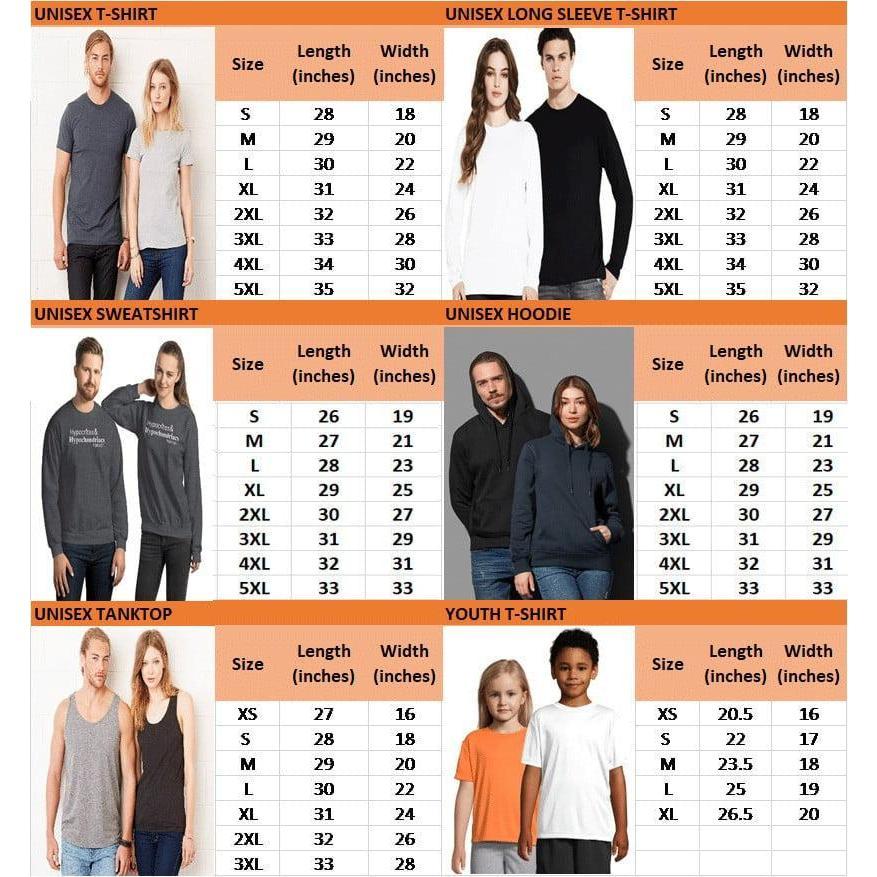 UNISEX T-SHIRT
Size Length (inches) Width (inches)
S 28 18
M 29 20
L 30 22
XL 31 24
2XL 32 26
3XL 33 28
4XL 34 30
5XL 35 32
UNISEX LONG SLEEVE T-SHIRT
Size Length (inches) Width (inches)
S 28 18
M 29 20
L 30 22
XL 31 24
2XL 32 26
3XL 33 28
4XL 34 30
5XL 35 32
UNISEX SWEATSHIRT
Hypocrites &
Hypochondriacs
Hypocrites &
Hypochondriacs
Size Length (inches) Width (inches)
S 26 19
M 27 21
L 28 23
XL 29 25
2XL 30 27
3XL 31 29
4XL 32 31
5XL 33 33
UNISEX HOODIE
Size Length (inches) Width (inches)
S 26 19
M 27 21
L 28 23
XL 29 25
2XL 30 27
3XL 31 29
4XL 32 31
5XL 33 33
UNISEX TANKTOP
Size Length (inches) Width (inches)
XS 27 16
S 28 18
M 29 20
L 30 22
XL 31 24
2XL 32 26
3XL 33 28
YOUTH T-SHIRT
Size Length (inches) Width (inches)
XS 20.5 16
S 22 17
M 23.5 18
L 25 19
XL 26.5 20